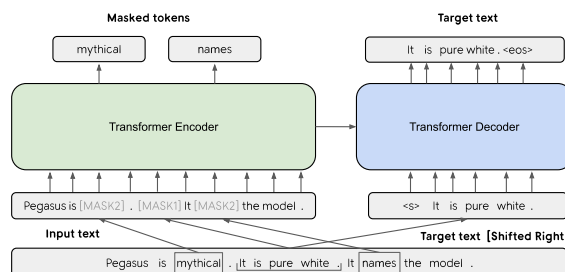 Masked tokens
Target text
mythical
names
It is pure white . <eos>
Transformer Encoder
Transformer Decoder
Pegasus is [MASK2] . [MASK1] It [MASK2] the model .
<s> It is pure white .
Input text
Target text [Shifted Right
Pegasus is mythical . It is pure white . It names the model .